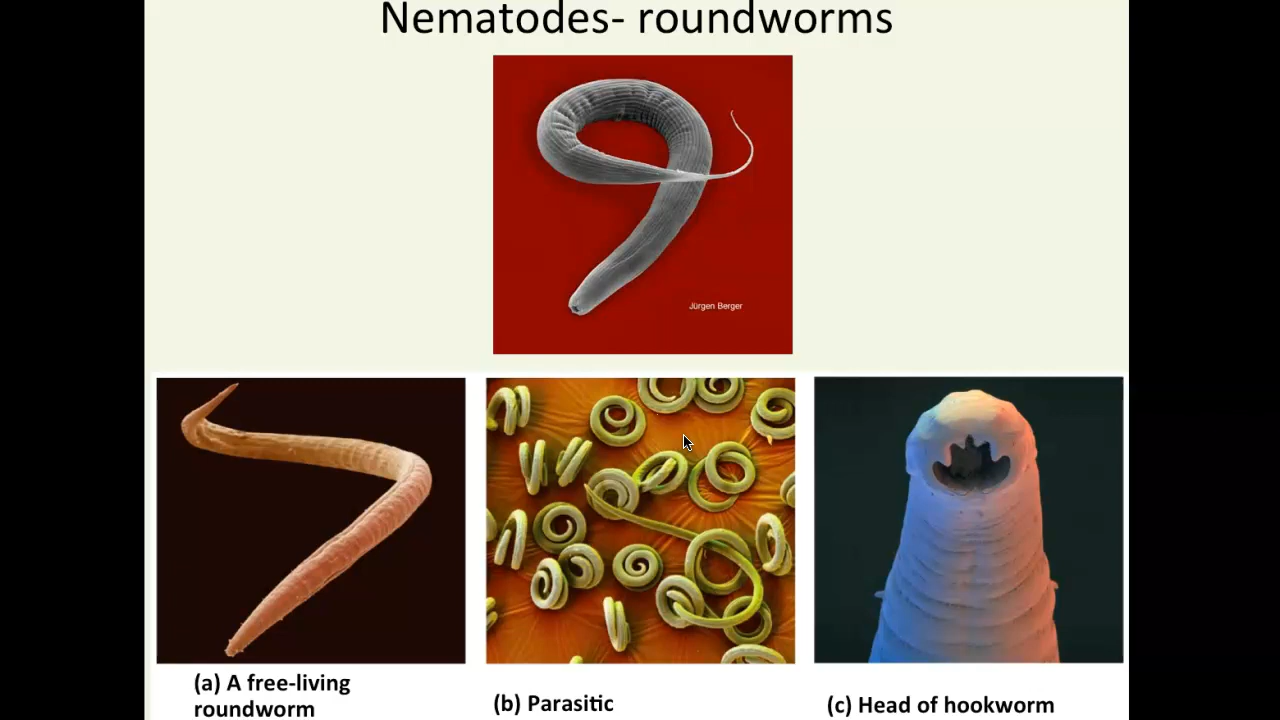 Nematodes- roundworms
Jürgen Berger
(a) A free-living
roundworm
(b) Parasitic
(c) Head of hookworm